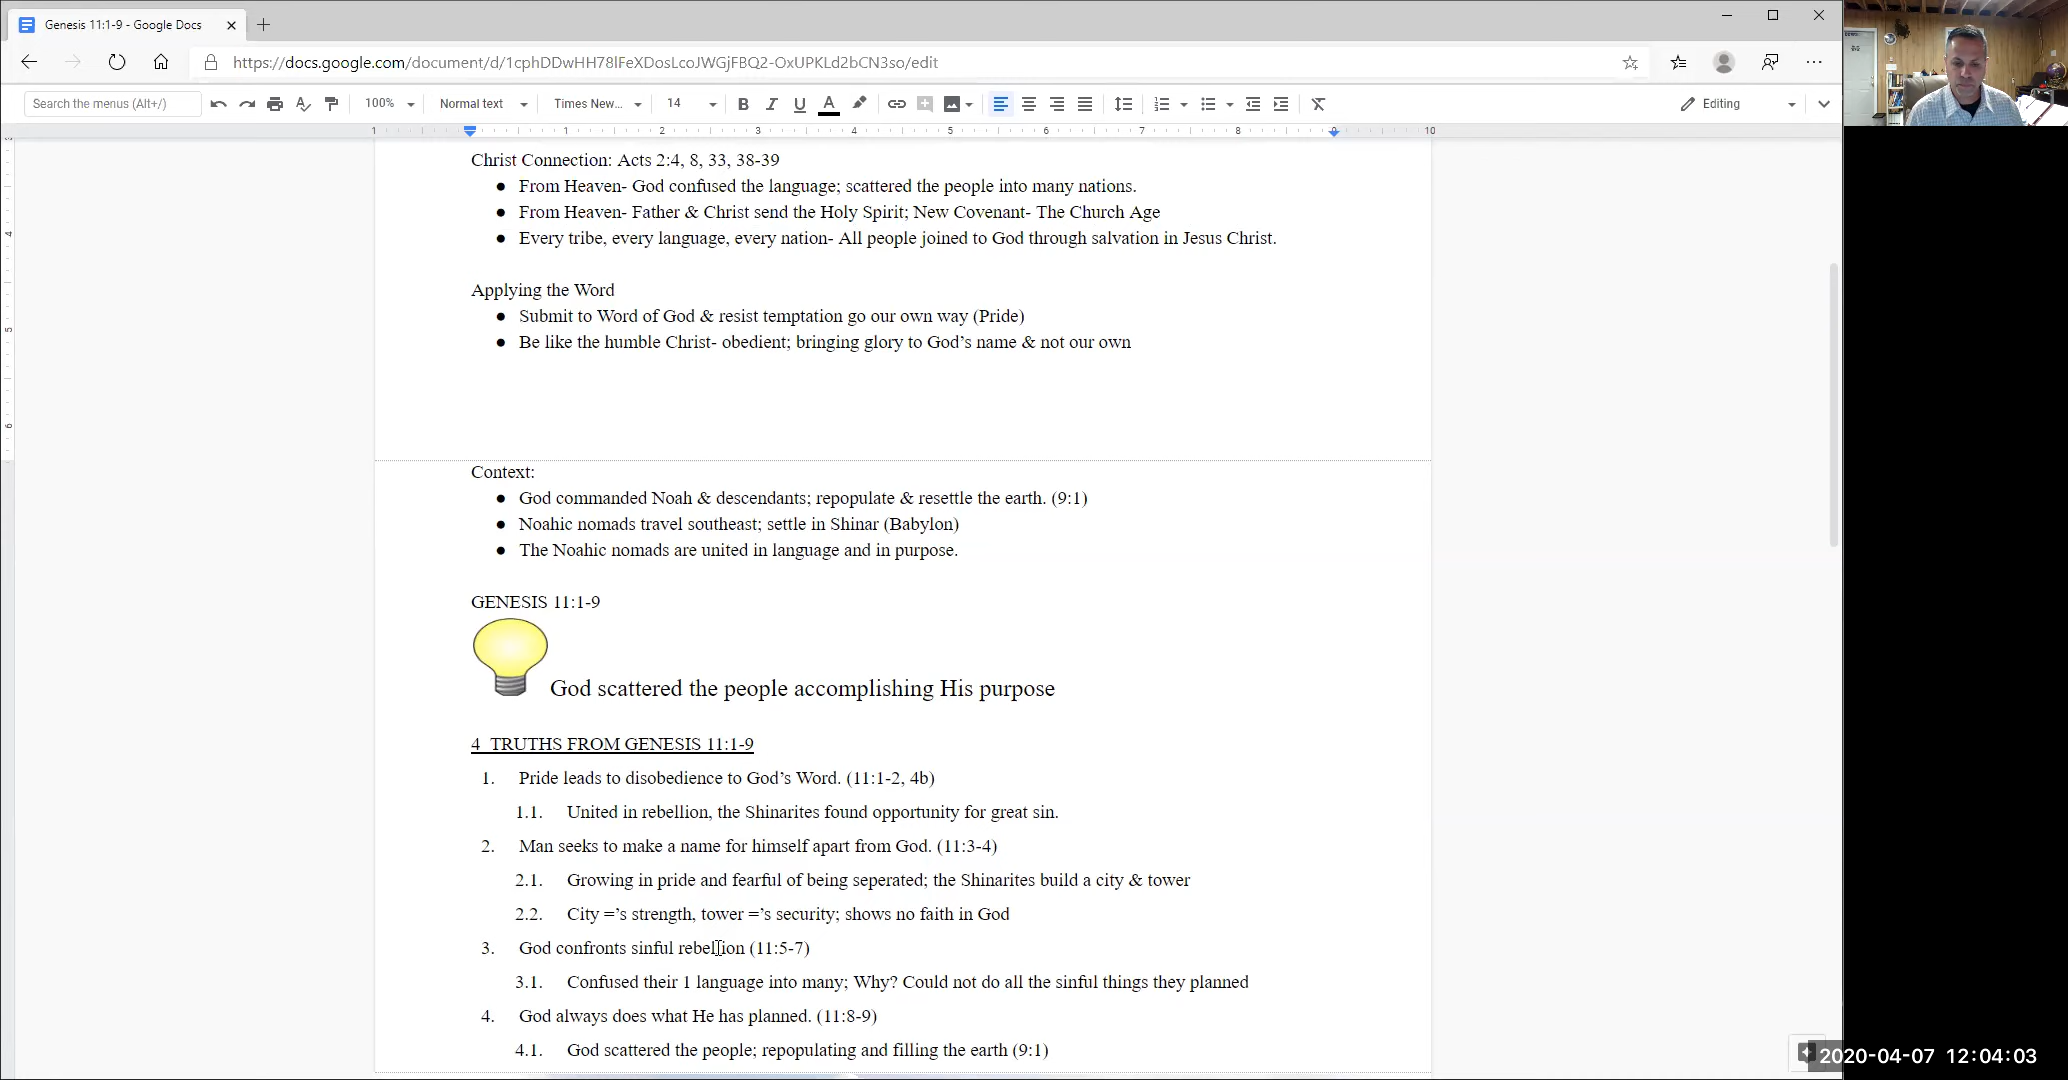 Genesis 11:1-9 - Google Docs
https://docs.google.com/document/d/1cphDDwHH78lFeXDosLcoJWGjFBQ2-OxUPKLd2bCN3so/edit
Search the menus (Alt+/) 100% Normal text Times New... 14 B I U A Editing
1 1 2 3 4 5 6 7 8 9 10
Christ Connection: Acts 2:4, 8, 33, 38-39
● From Heaven- God confused the language; scattered the people into many nations.
● From Heaven- Father & Christ send the Holy Spirit; New Covenant- The Church Age
● Every tribe, every language, every nation- All people joined to God through salvation in Jesus Christ.
Applying the Word
● Submit to Word of God & resist temptation go our own way (Pride)
● Be like the humble Christ- obedient; bringing glory to God’s name & not our own
Context:
● God commanded Noah & descendants; repopulate & resettle the earth. (9:1)
● Noahic nomads travel southeast; settle in Shinar (Babylon)
● The Noahic nomads are united in language and in purpose.
GENESIS 11:1-9
God scattered the people accomplishing His purpose
4 TRUTHS FROM GENESIS 11:1-9
1. Pride leads to disobedience to God’s Word. (11:1-2, 4b)
1.1. United in rebellion, the Shinarites found opportunity for great sin.
2. Man seeks to make a name for himself apart from God. (11:3-4)
2.1. Growing in pride and fearful of being seperated; the Shinarites build a city & tower
2.2. City =’s strength, tower =’s security; shows no faith in God
3. God confronts sinful rebellion (11:5-7)
3.1. Confused their 1 language into many; Why? Could not do all the sinful things they planned
4. God always does what He has planned. (11:8-9)
4.1. God scattered the people; repopulating and filling the earth (9:1)
2020-04-07 12:04:03